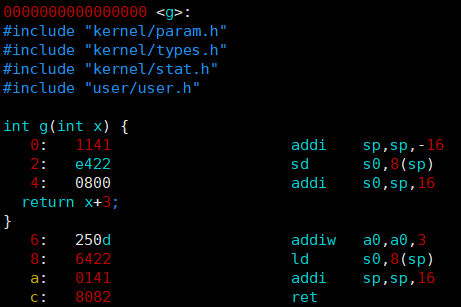 0000000000000000 <g>:
#include "kernel/param.h"
#include "kernel/types.h"
#include "kernel/stat.h"
#include "user/user.h"

int g(int x) {
   0:   1141                    addi    sp,sp,-16
   2:   e422                    sd      s0,8(sp)
   4:   0800                    addi    s0,sp,16
  return x+3;
}
   6:   250d                    addiw   a0,a0,3
   8:   6422                    ld      s0,8(sp)
   a:   0141                    addi    sp,sp,16
   c:   8082                    ret